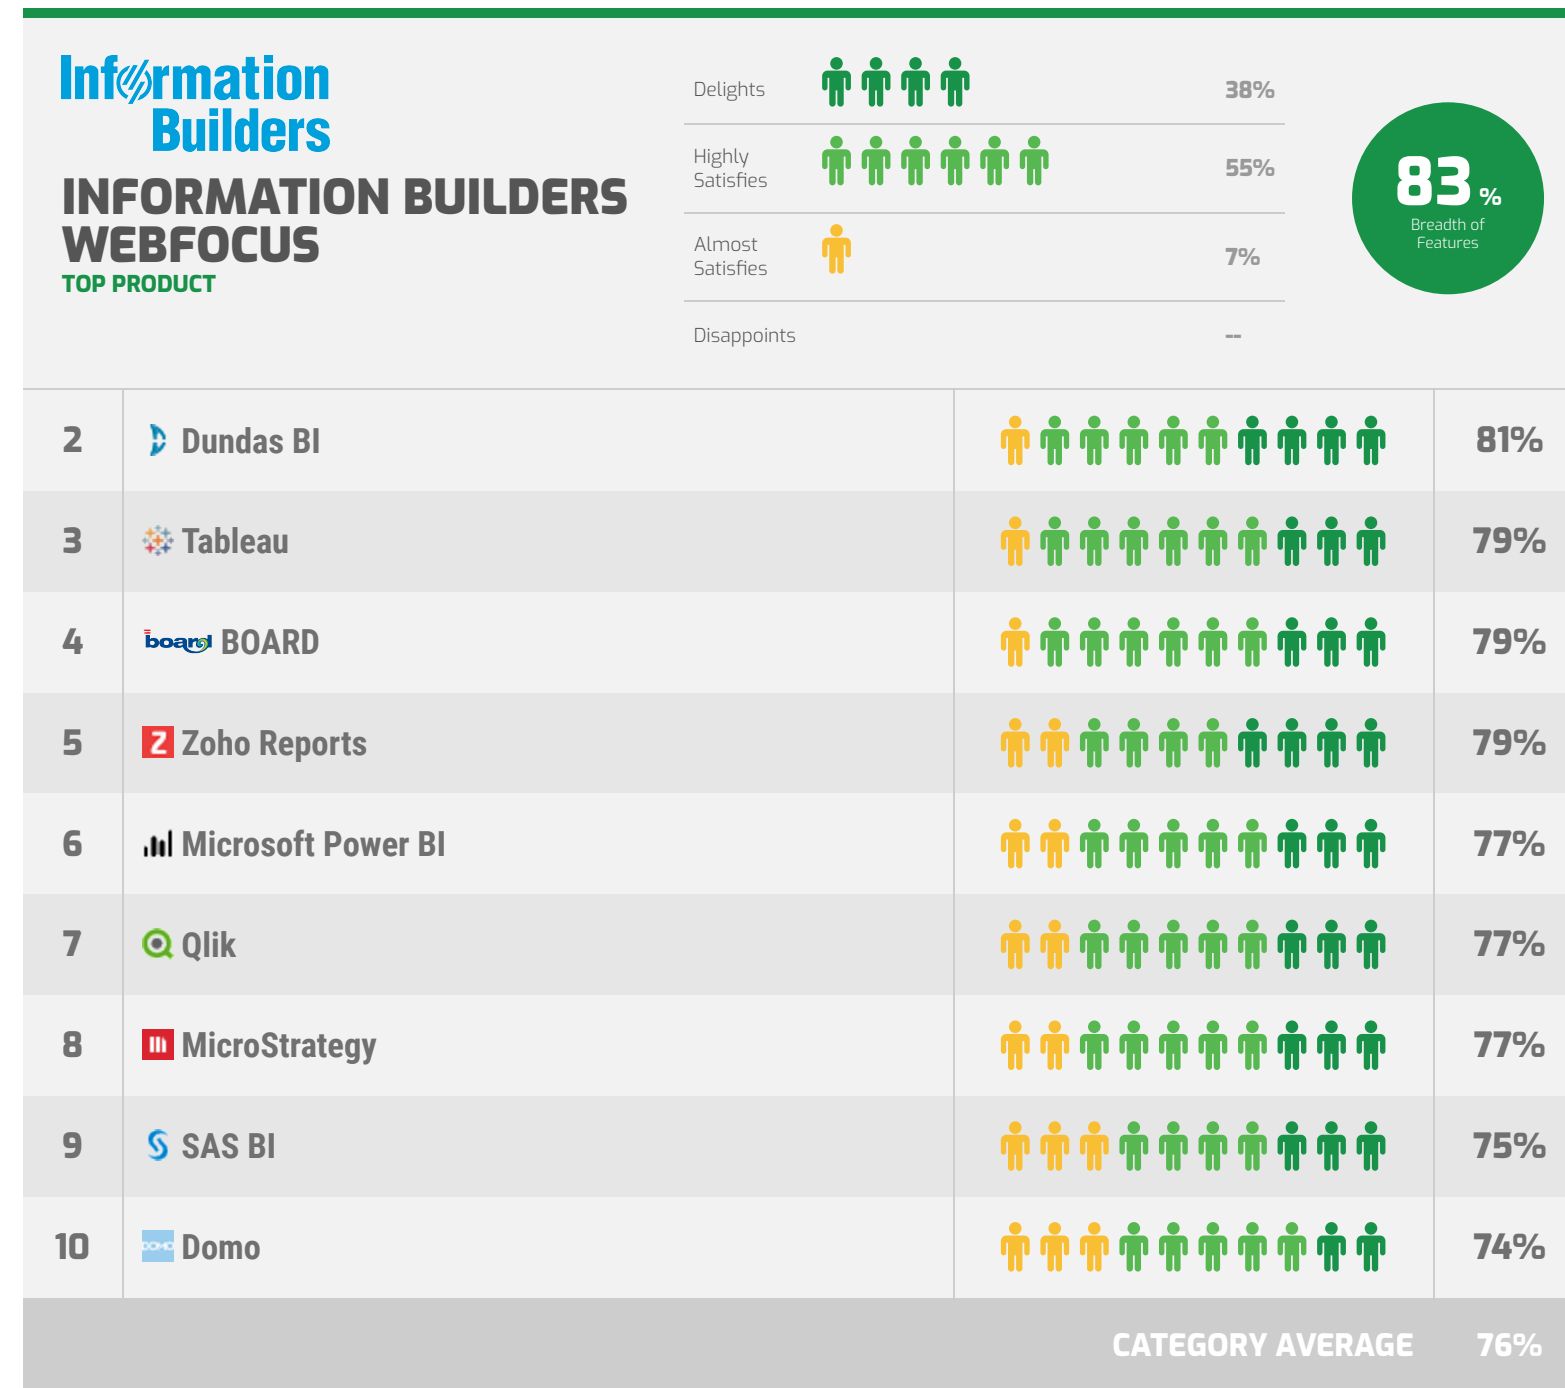 Information
Builders
INFORMATION BUILDERS
WEBFOCUS
TOP PRODUCT
Delights 38%
Highly
Satisfies 55%
Almost
Satisfies 7%
Disappoints --
83 %
Breadth of
Features
2 Dundas BI 81%
3 Tableau 79%
4 board BOARD 79%
5 Z Zoho Reports 79%
6 Microsoft Power BI 77%
7 Qlik 77%
8 MicroStrategy 77%
9 SAS BI 75%
10 DOMO Domo 74%
CATEGORY AVERAGE 76%